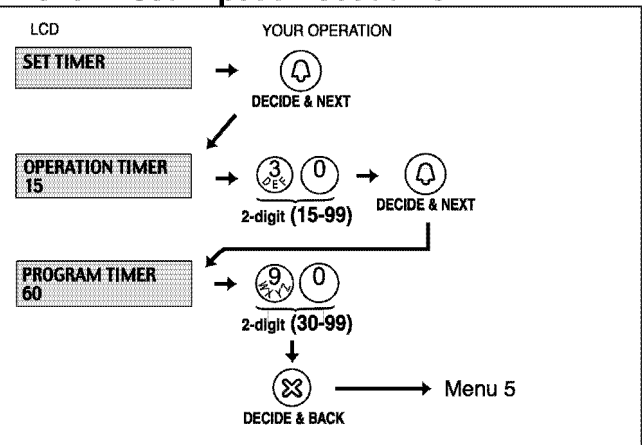 LCD YOUR OPERATION
SET TIMER
DECIDE & NEXT
OPERATION TIMER
15
3 DEF 0
2-digit (15-99)
DECIDE & NEXT
PROGRAM TIMER
60
9 WXYZ 0
2-digit (30-99)
DECIDE & BACK
Menu 5